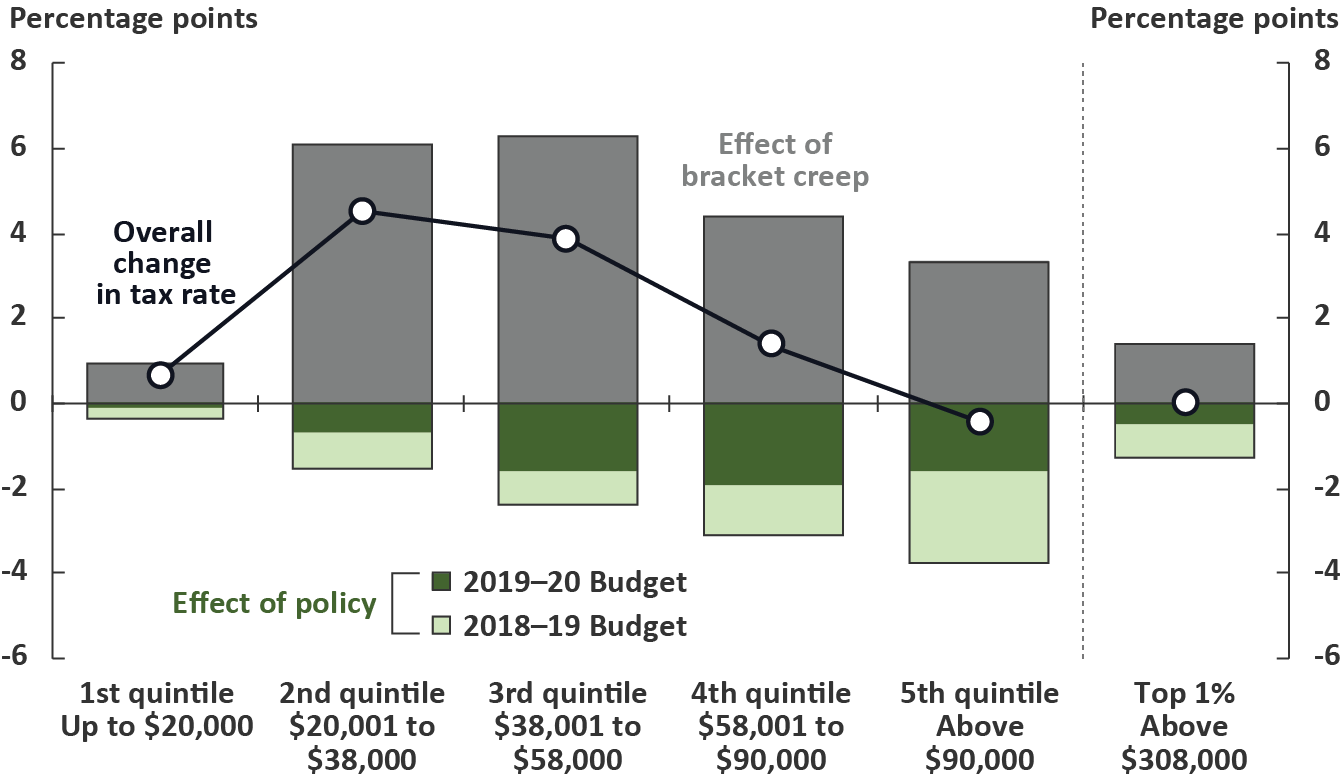 Percentage points
Percentage points
8
6
4
2
0
-2
-4
-6
8
6
4
2
0
-2
-4
-6
Effect of
bracket creep
Overall
change
in tax rate
Effect of policy
2019–20 Budget
2018–19 Budget
1st quintile
Up to $20,000
2nd quintile
$20,001 to
$38,000
3rd quintile
$38,001 to
$58,000
4th quintile
$58,001 to
$90,000
5th quintile
Above
$90,000
Top 1%
Above
$308,000